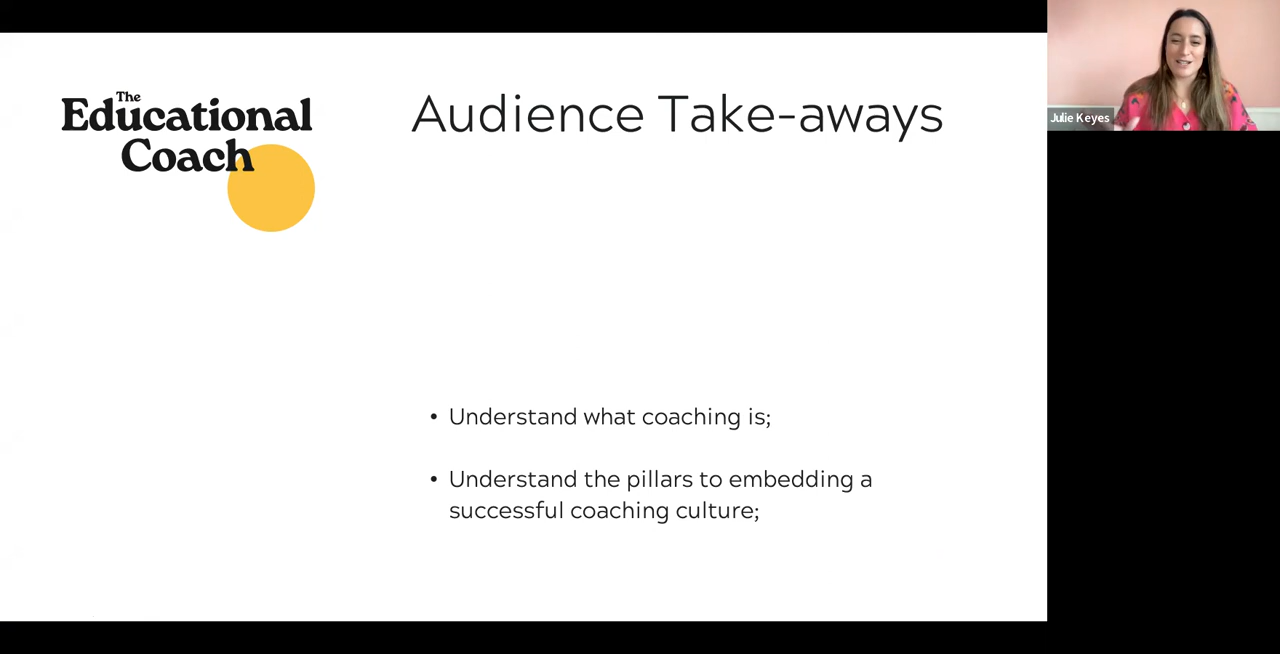 The
Educational
Coach
Audience Take-aways
• Understand what coaching is;
• Understand the pillars to embedding a
successful coaching culture;
Julie Keyes